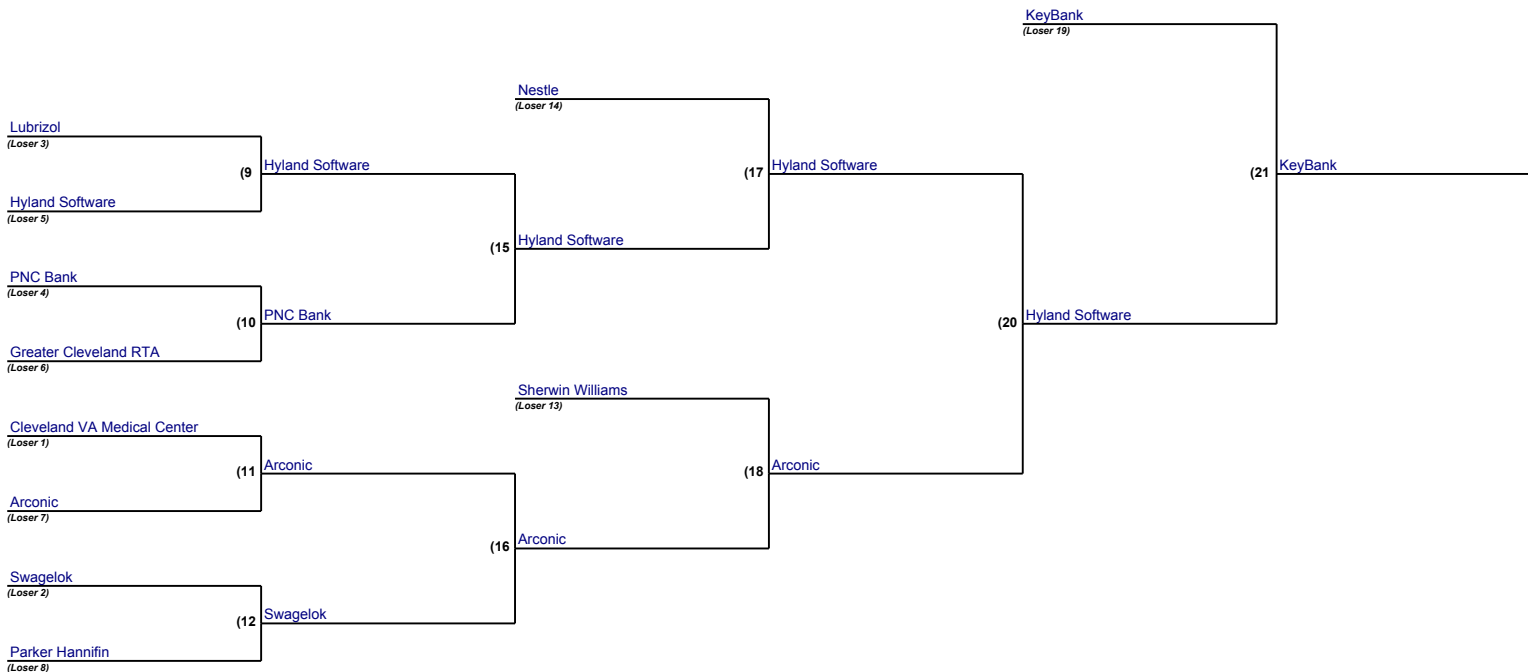 KeyBank
(Loser 19)
Nestle
(Loser 14)
Lubrizol
(Loser 3)
(9 Hyland Software
(17 Hyland Software
(21 KeyBank
Hyland Software
(Loser 5)
(15 Hyland Software
PNC Bank
(Loser 4)
(10 PNC Bank
(20 Hyland Software
Greater Cleveland RTA
(Loser 6)
Sherwin Williams
(Loser 13)
Cleveland VA Medical Center
(Loser 1)
(11 Arconic
(18 Arconic
Arconic
(Loser 7)
(16 Arconic
Swagelok
(Loser 2)
(12 Swagelok
Parker Hannifin
(Loser 8)